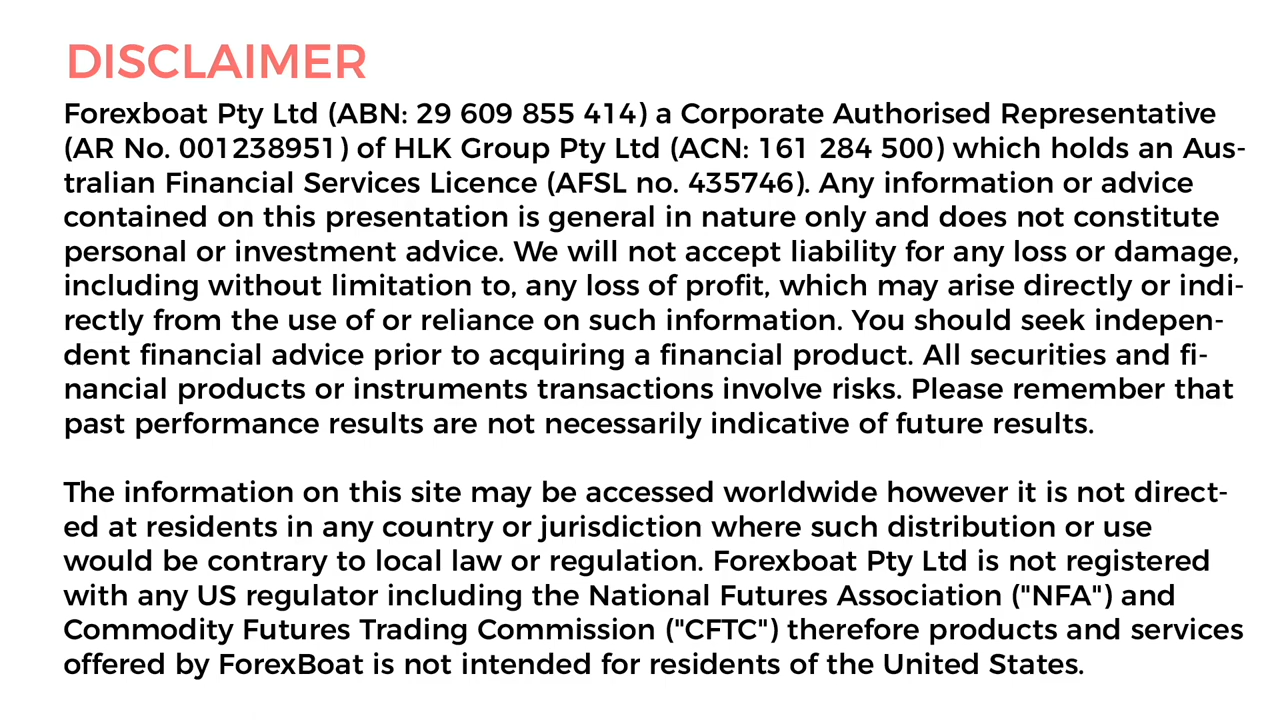 DISCLAIMER
Forexboat Pty Ltd (ABN: 29 609 855 414) a Corporate Authorised Representative
(AR No. 001238951) of HLK Group Pty Ltd (ACN: 161 284 500) which holds an Aus-
tralian Financial Services Licence (AFSL no. 435746). Any information or advice
contained on this presentation is general in nature only and does not constitute
personal or investment advice. We will not accept liability for any loss or damage,
including without limitation to, any loss of profit, which may arise directly or indi-
rectly from the use of or reliance on such information. You should seek indepen-
dent financial advice prior to acquiring a financial product. All securities and fi-
nancial products or instruments transactions involve risks. Please remember that
past performance results are not necessarily indicative of future results.
The information on this site may be accessed worldwide however it is not direct-
ed at residents in any country or jurisdiction where such distribution or use
would be contrary to local law or regulation. Forexboat Pty Ltd is not registered
with any US regulator including the National Futures Association ("NFA") and
Commodity Futures Trading Commission ("CFTC") therefore products and services
offered by ForexBoat is not intended for residents of the United States.